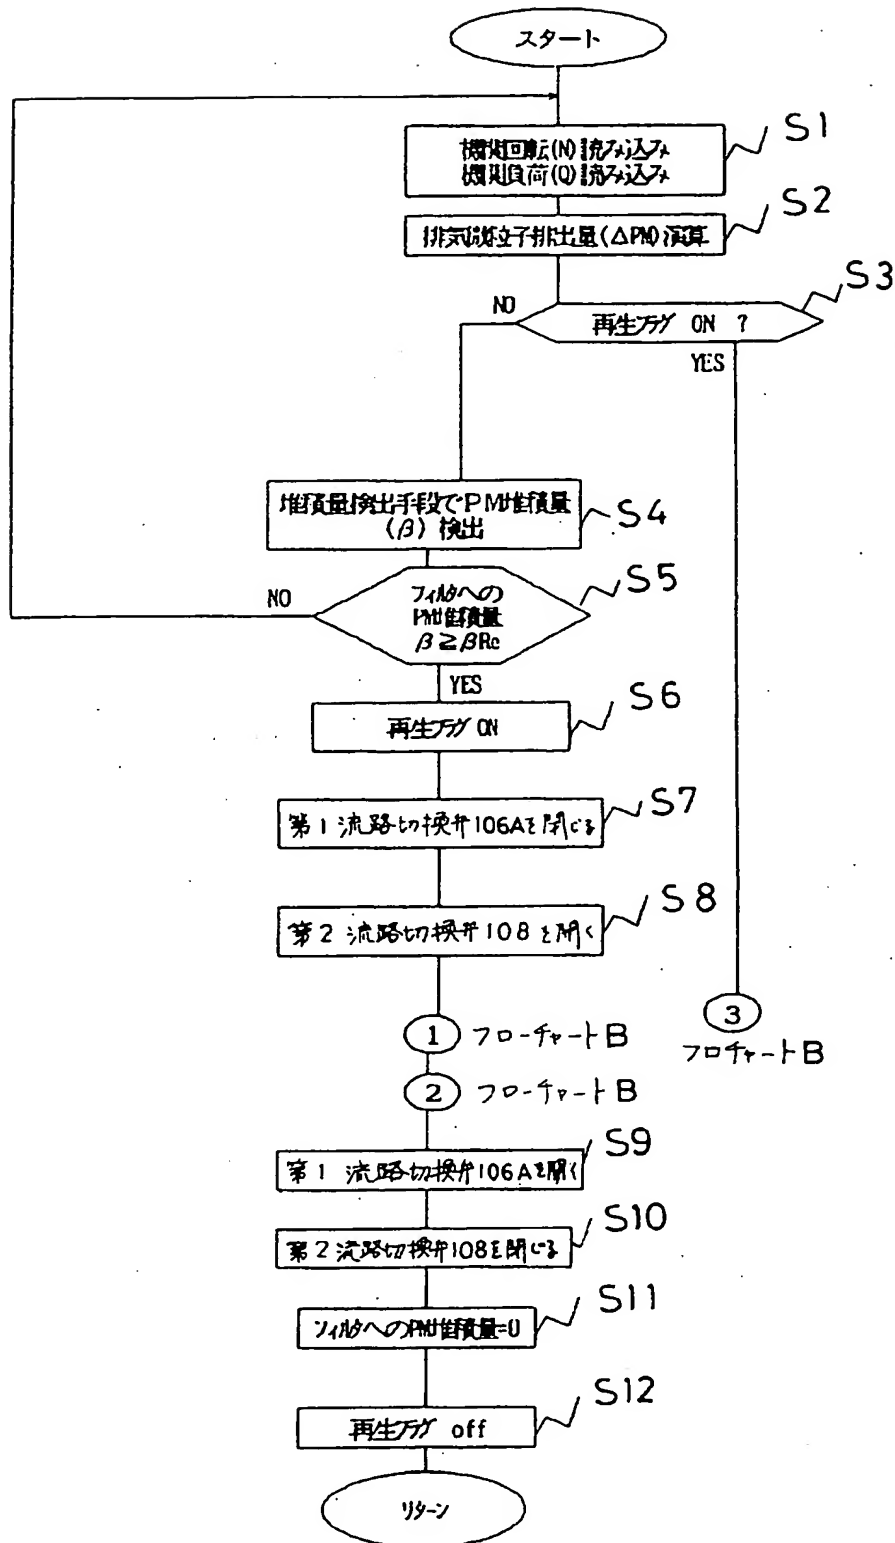 スタート
機関回転(N)読み込み
機関負荷(Q)読み込み
S1
排気微粒子排出量(ΔPM)演算
S2
再生フラグ ON ?
S3
NO
YES
堆積量検出手段でPM堆積量
(β) 検出
S4
フィルタへの
PM堆積量
β≧βRe
S5
NO
YES
再生フラグ ON
S6
第1流路切換弁106Aを閉じる
S7
第2流路切換弁108を開く
S8
1 フローチャートB
3
フロチャートB
2 フローチャートB
第1流路切換弁106Aを開く
S9
第2流路切換弁108を閉じる
S10
フィルタへのPM堆積量=0
S11
再生フラグ off
S12
リターン